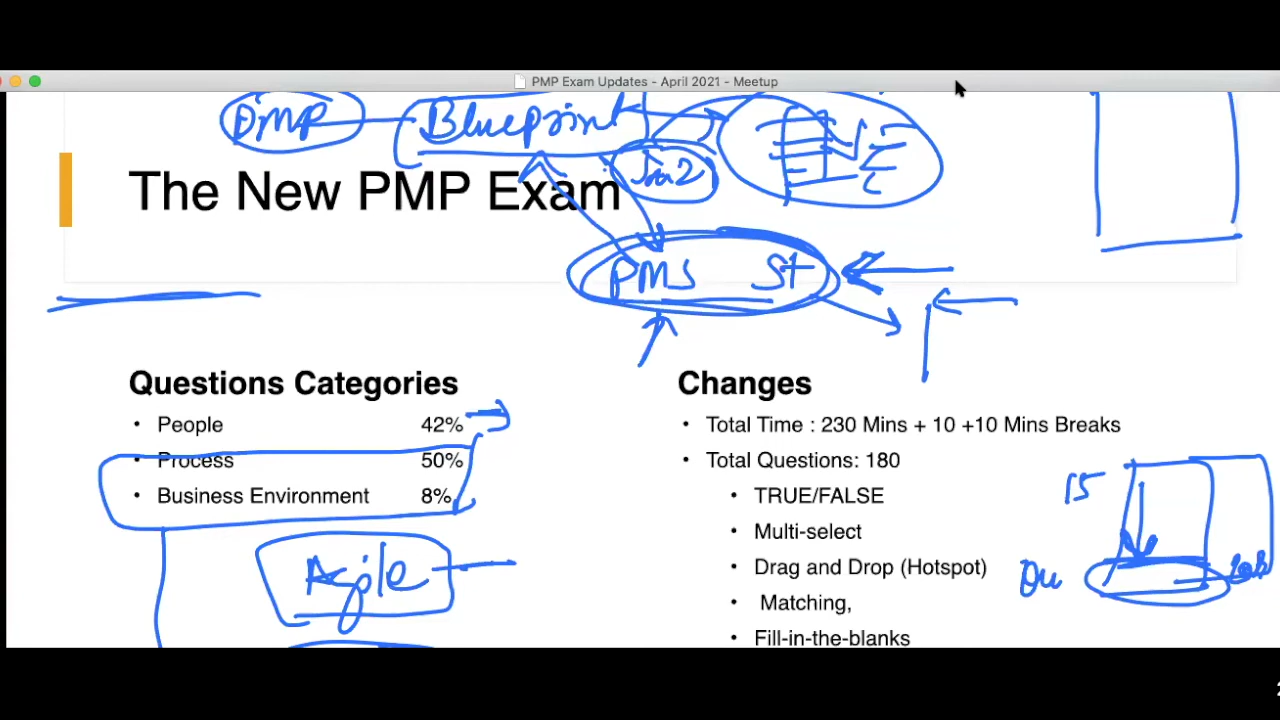 PMP Exam Updates - April 2021 - Meetup
PMP Blueprint
The New PMP Exam
PMS St
Questions Categories
• People 42%
• Process 50%
• Business Environment 8%
Agile
Changes
• Total Time : 230 Mins + 10 +10 Mins Breaks
• Total Questions: 180
• TRUE/FALSE
• Multi-select
• Drag and Drop (Hotspot)
• Matching,
• Fill-in-the-blanks
15